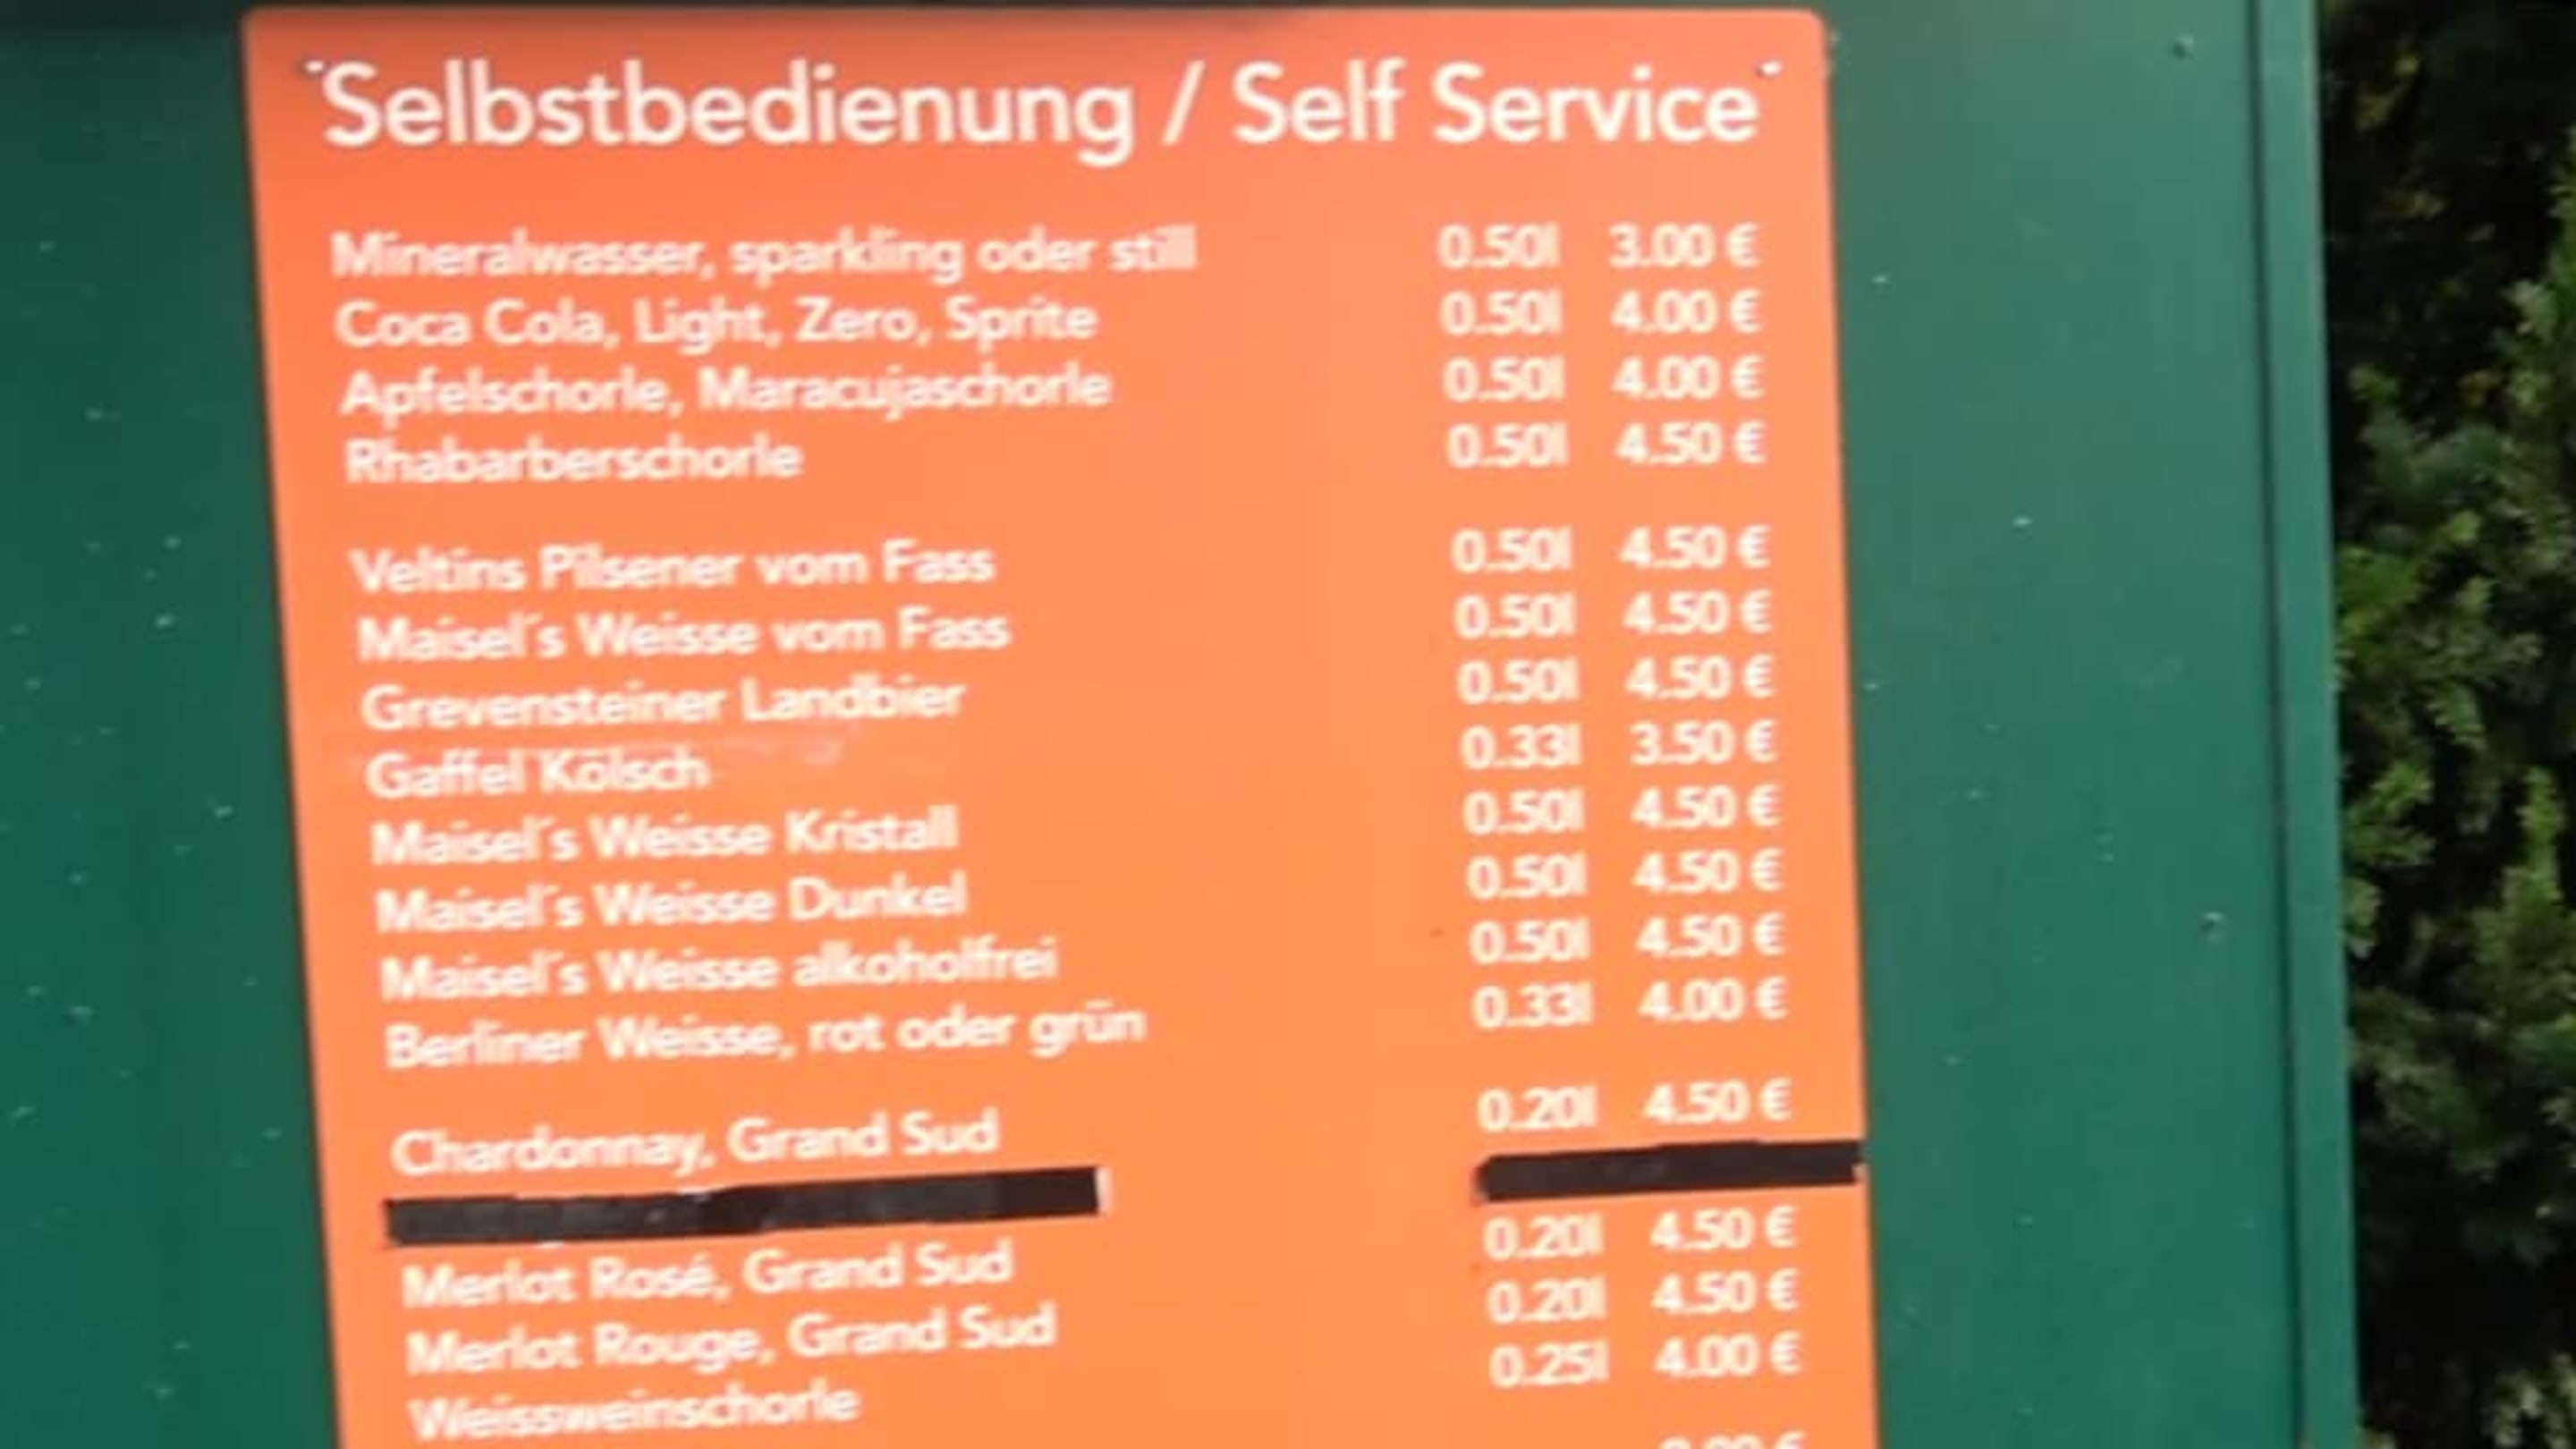 Selbstbedienung / Self Service
Mineralwasser, sparkling oder still 0.50l 3.00 €
Coca Cola, Light, Zero, Sprite 0.50l 4.00 €
Apfelschorle, Maracujaschorle 0.50l 4.00 €
Rhabarberschorle 0.50l 4.50 €
Veltins Pilsener vom Fass 0.50l 4.50 €
Maisel´s Weisse vom Fass 0.50l 4.50 €
Grevensteiner Landbier 0.50l 4.50 €
Gaffel Kölsch 0.33l 3.50 €
Maisel´s Weisse Kristall 0.50l 4.50 €
Maisel´s Weisse Dunkel 0.50l 4.50 €
Maisel´s Weisse alkoholfrei 0.50l 4.50 €
Berliner Weisse, rot oder grün 0.33l 4.00 €
Chardonnay, Grand Sud 0.20l 4.50 €
Merlot Rosé, Grand Sud 0.20l 4.50 €
Merlot Rouge, Grand Sud 0.20l 4.50 €
Weissweinschorle 0.25l 4.00 €